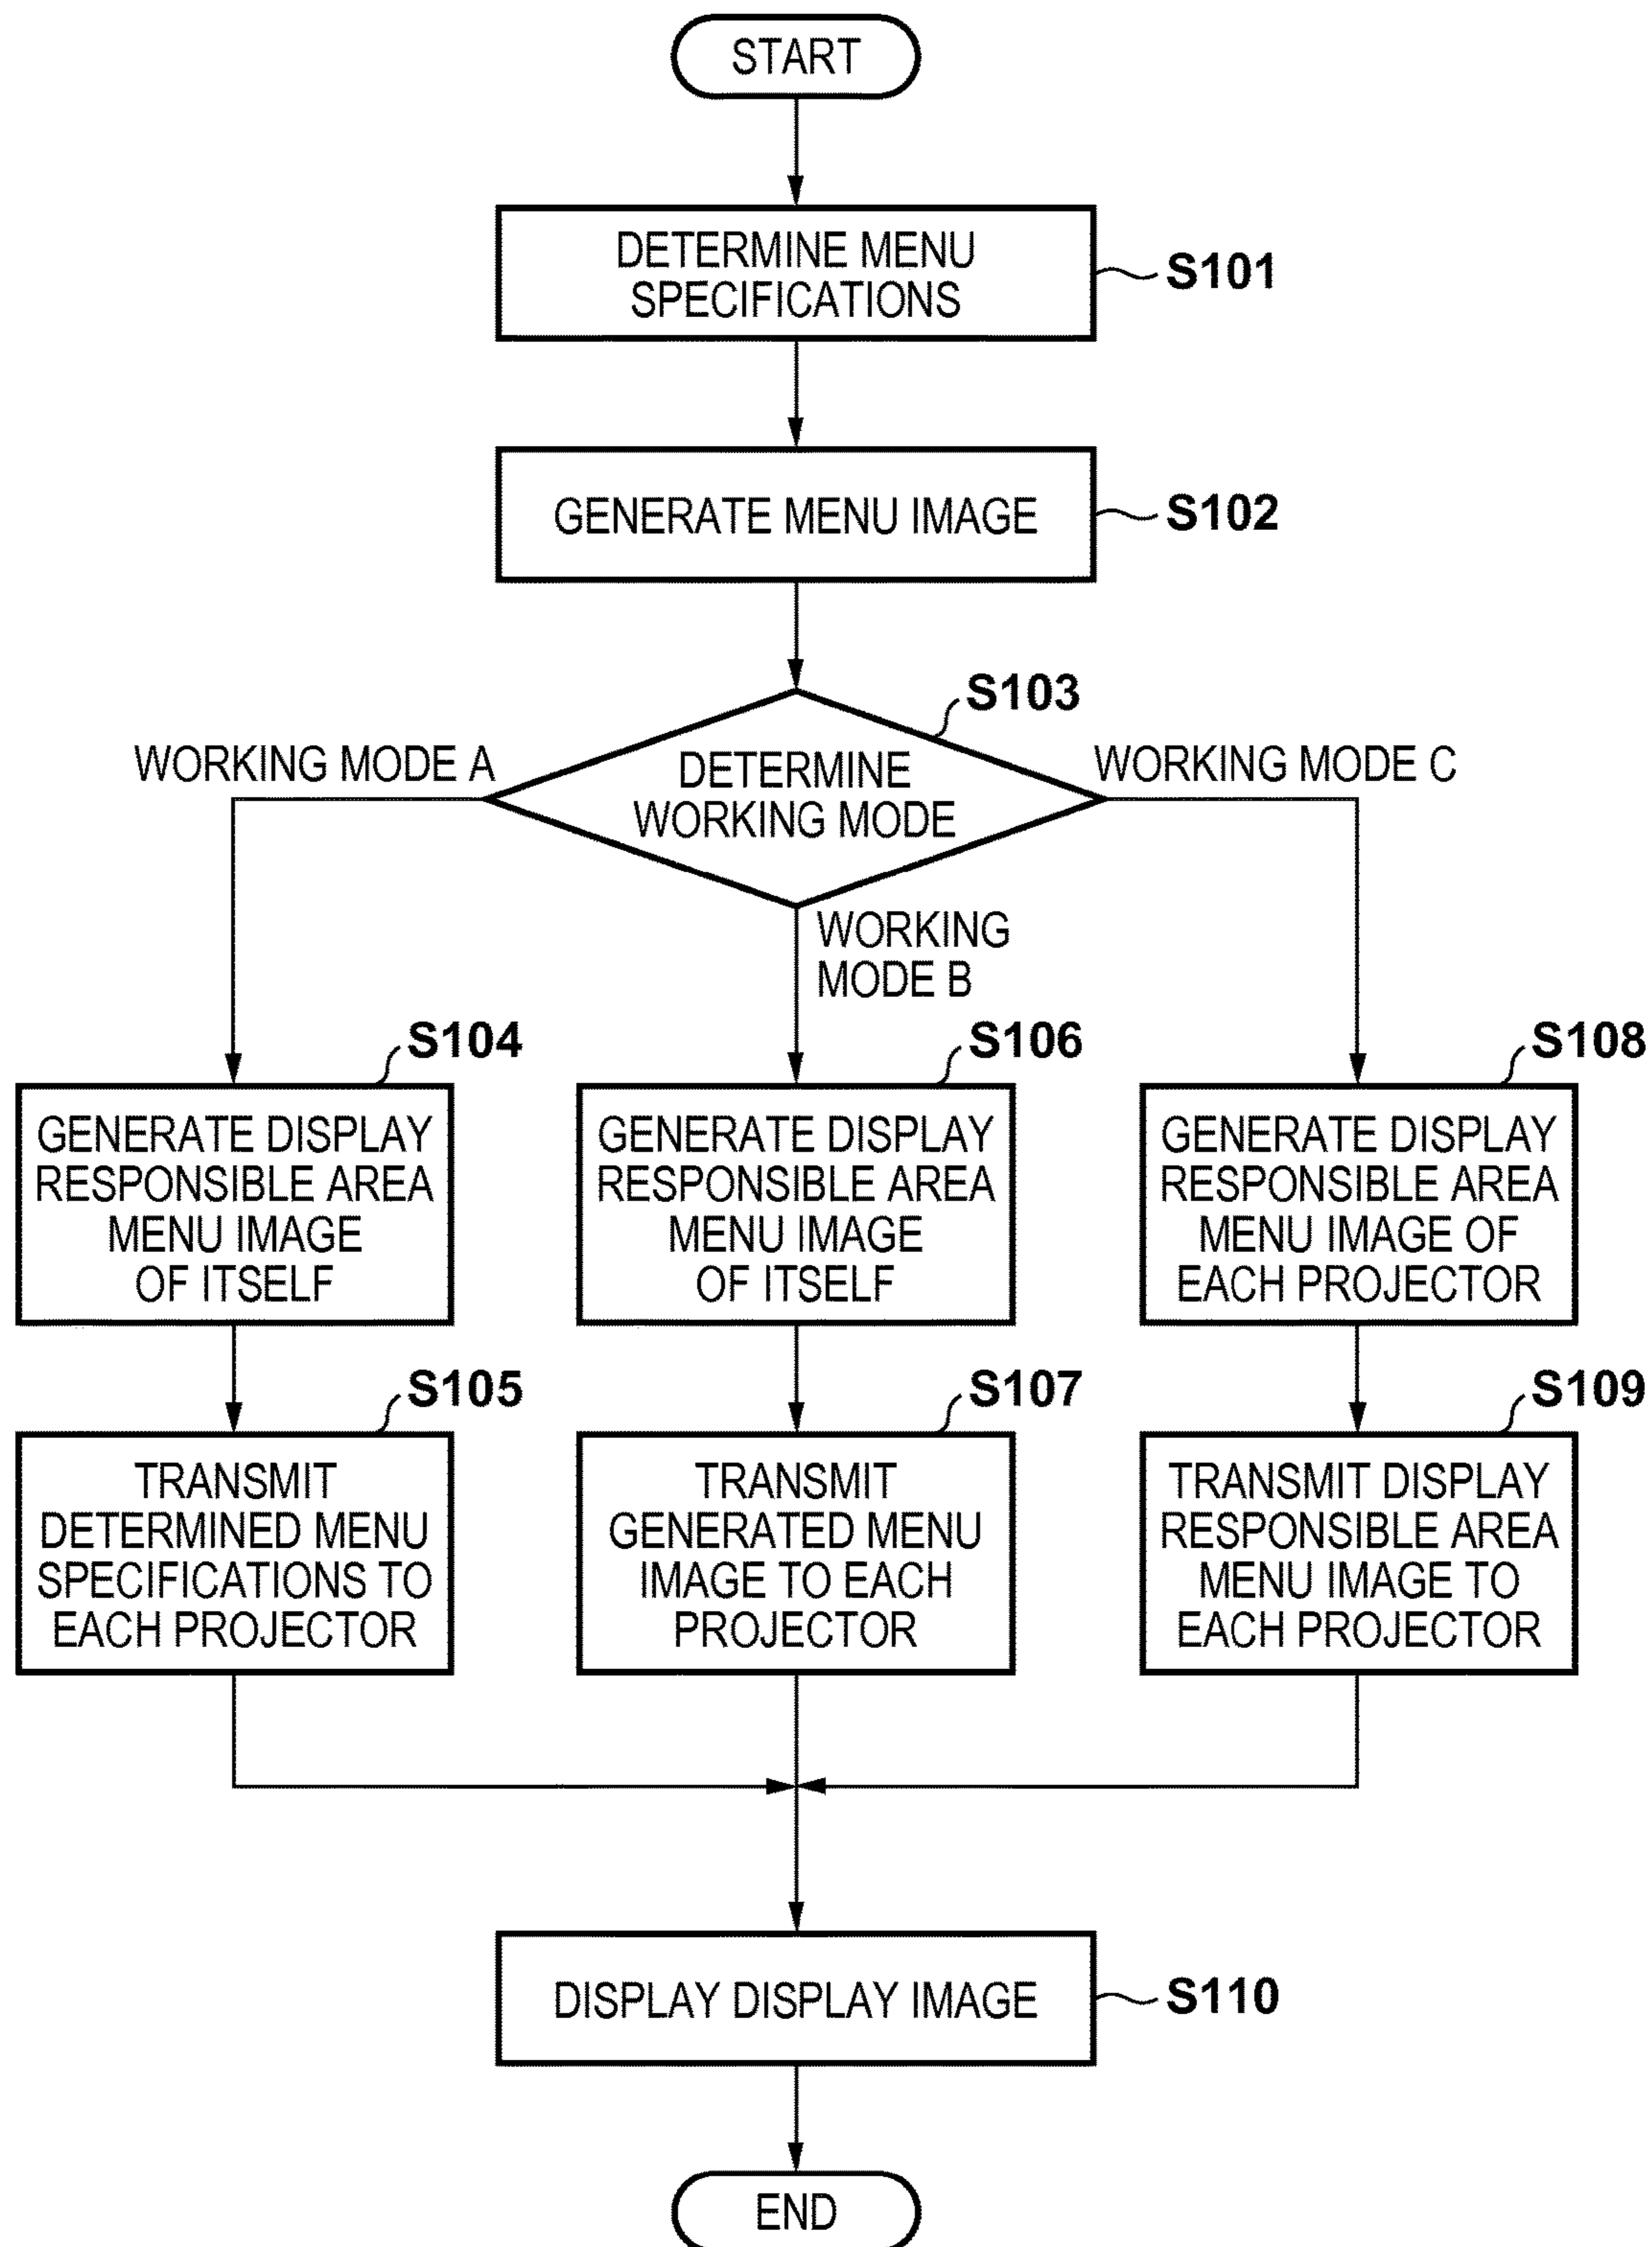 START
DETERMINE MENU
SPECIFICATIONS
S101
GENERATE MENU IMAGE
S102
S103
WORKING MODE A
DETERMINE
WORKING MODE
WORKING MODE C
WORKING
MODE B
S104
GENERATE DISPLAY
RESPONSIBLE AREA
MENU IMAGE
OF ITSELF
S106
GENERATE DISPLAY
RESPONSIBLE AREA
MENU IMAGE
OF ITSELF
S108
GENERATE DISPLAY
RESPONSIBLE AREA
MENU IMAGE OF
EACH PROJECTOR
S105
TRANSMIT
DETERMINED MENU
SPECIFICATIONS TO
EACH PROJECTOR
S107
TRANSMIT
GENERATED MENU
IMAGE TO EACH
PROJECTOR
S109
TRANSMIT DISPLAY
RESPONSIBLE AREA
MENU IMAGE TO
EACH PROJECTOR
DISPLAY DISPLAY IMAGE
S110
END